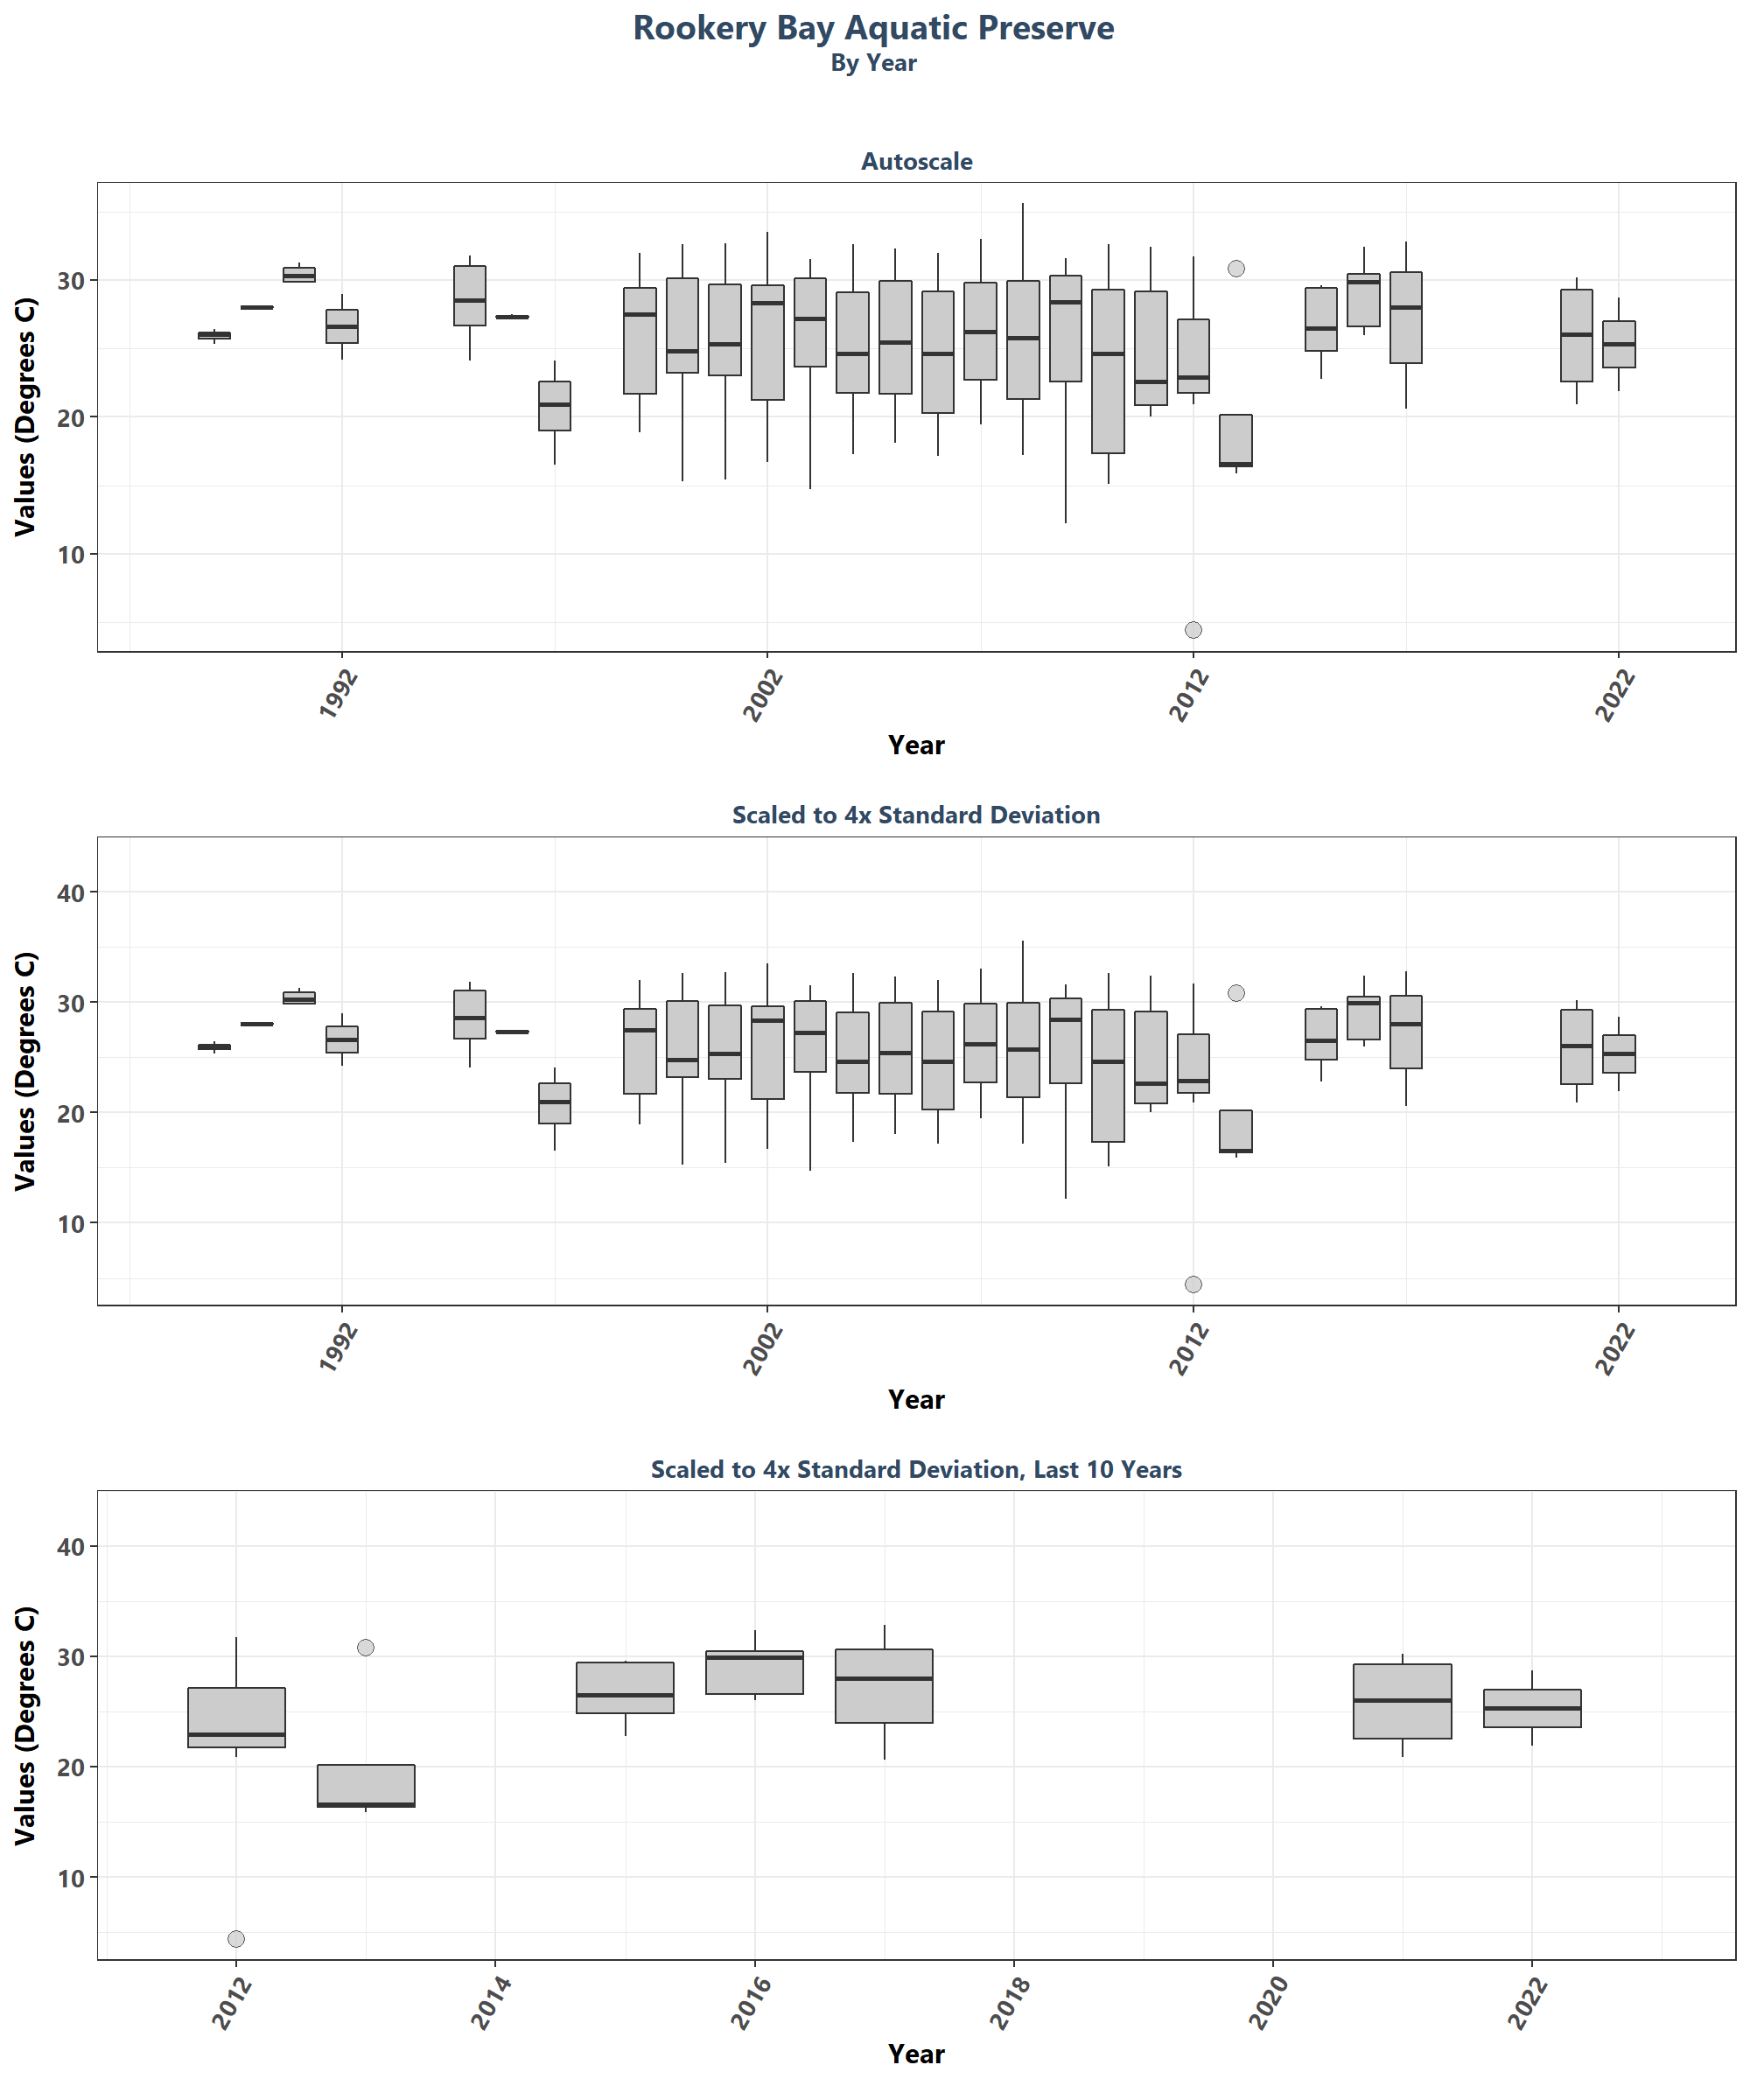 Rookery Bay Aquatic Preserve
By Year
Autoscale
Values (Degrees C)
30
20
10
1992
2002
2012
2022
Year
Scaled to 4x Standard Deviation
Values (Degrees C)
40
30
20
10
1992
2002
2012
2022
Year
Scaled to 4x Standard Deviation, Last 10 Years
Values (Degrees C)
40
30
20
10
2012
2014
2016
2018
2020
2022
Year